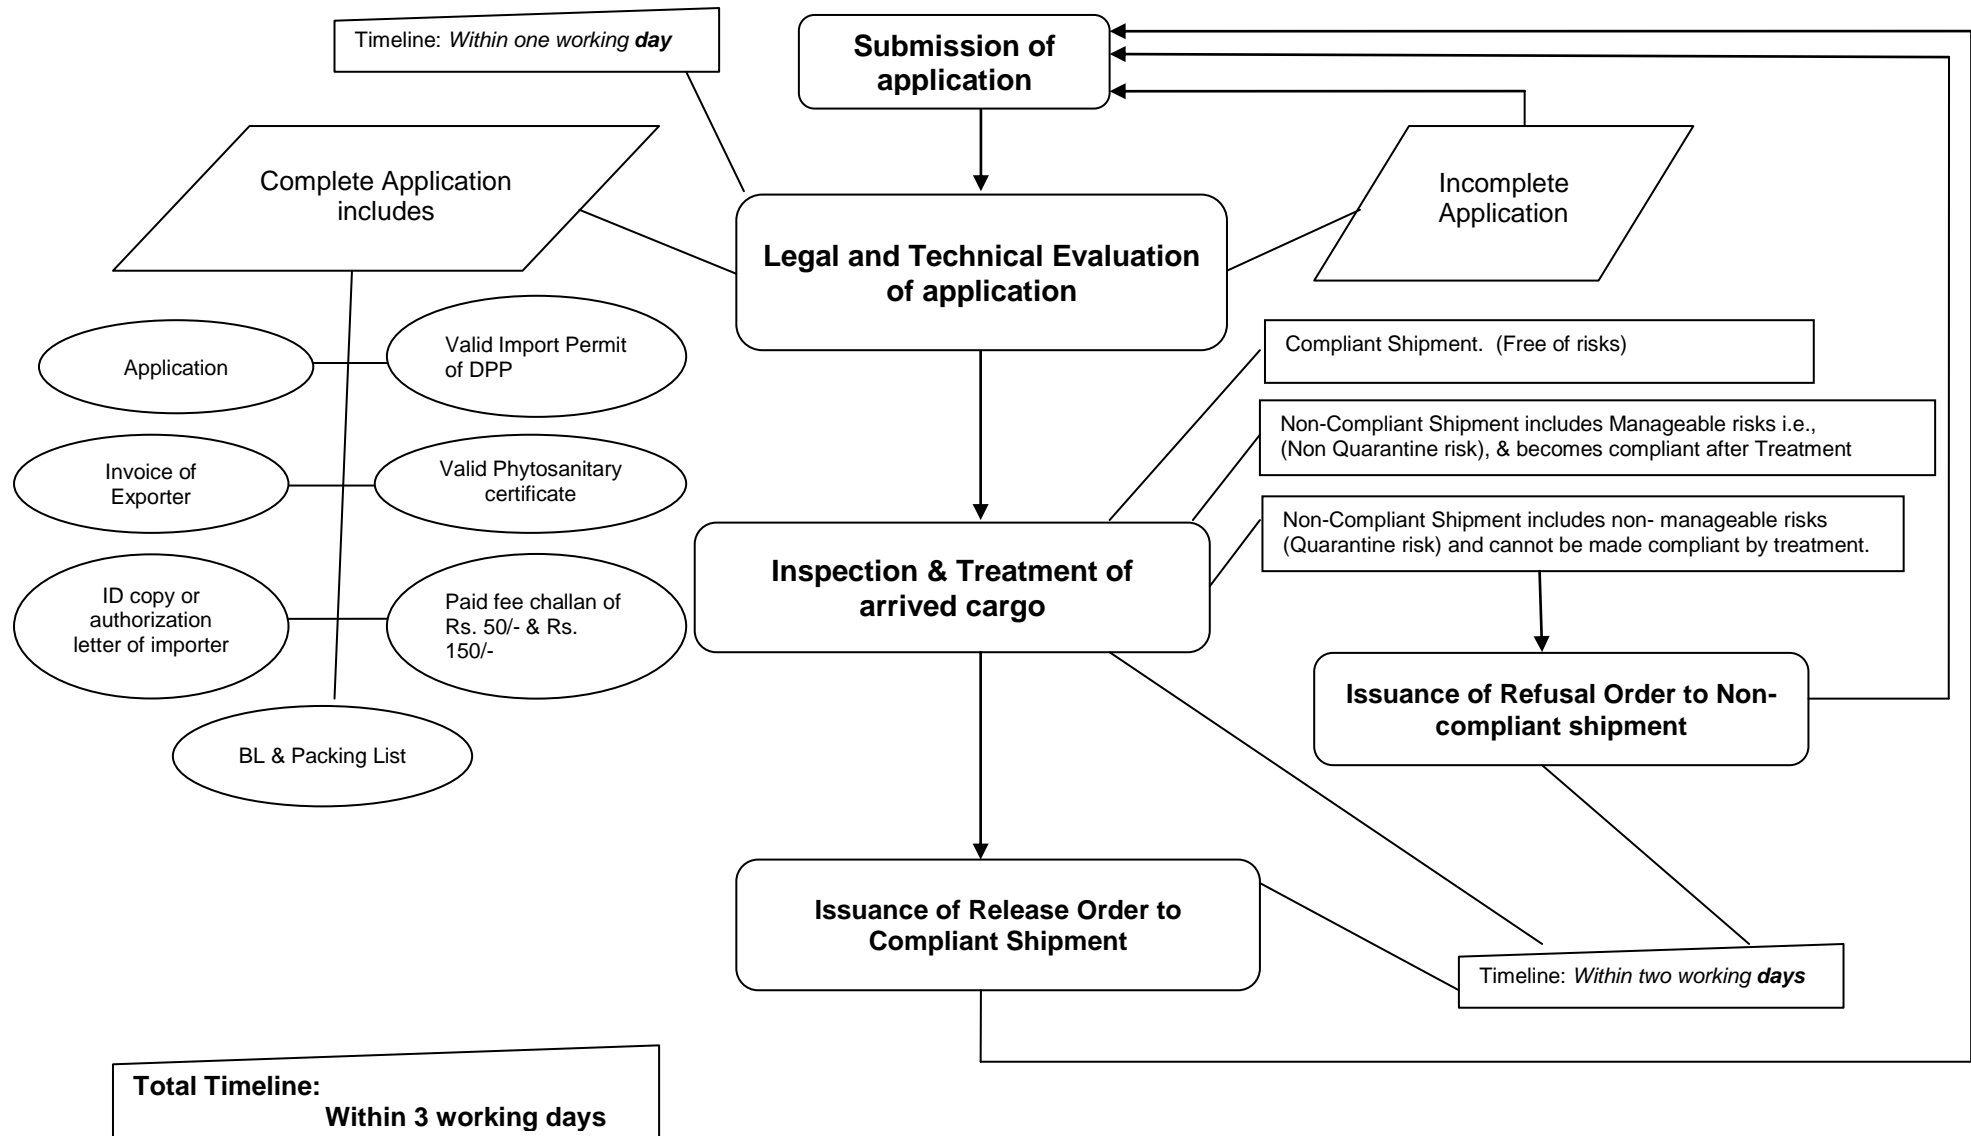 Timeline: Within one working day
Submission of
application
Complete Application
includes
Incomplete
Application
Legal and Technical Evaluation
of application
Application
Valid Import Permit
of DPP
Invoice of
Exporter
Valid Phytosanitary
certificate
ID copy or
authorization
letter of importer
Paid fee challan of
Rs. 50/- & Rs.
150/-
BL & Packing List
Compliant Shipment.  (Free of risks)
Non-Compliant Shipment includes Manageable risks i.e.,
(Non Quarantine risk), & becomes compliant after Treatment
Non-Compliant Shipment includes non- manageable risks
(Quarantine risk) and cannot be made compliant by treatment.
Inspection & Treatment of
arrived cargo
Issuance of Refusal Order to Non-
compliant shipment
Issuance of Release Order to
Compliant Shipment
Timeline: Within two working days
Total Timeline:
Within 3 working days